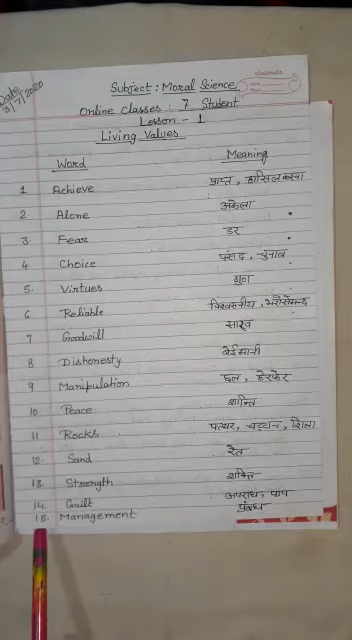 Date
3/7/2020
classmate
Subject : Moral Science
Online classes : 7 Student
Lesson - 1
Living Values
Word Meaning
1 Achieve प्राप्त, हासिल करना
2 Alone अकेला
3 Fear डर
4 Choice पसंद, चुनाव
5. Virtues गुण
6 Reliable विश्वसनीय, भरोसेमन्द
7 Goodwill साख
8 Dishonesty बेईमानी
9 Manipulation छल, हेरफेर
10 Peace शान्ति
11 Rocks पत्थर, चट्टान, शिला
12. Sand रेत
13. Strength शक्ति
14. Guilt अपराध, पाप
15. Management प्रबंध